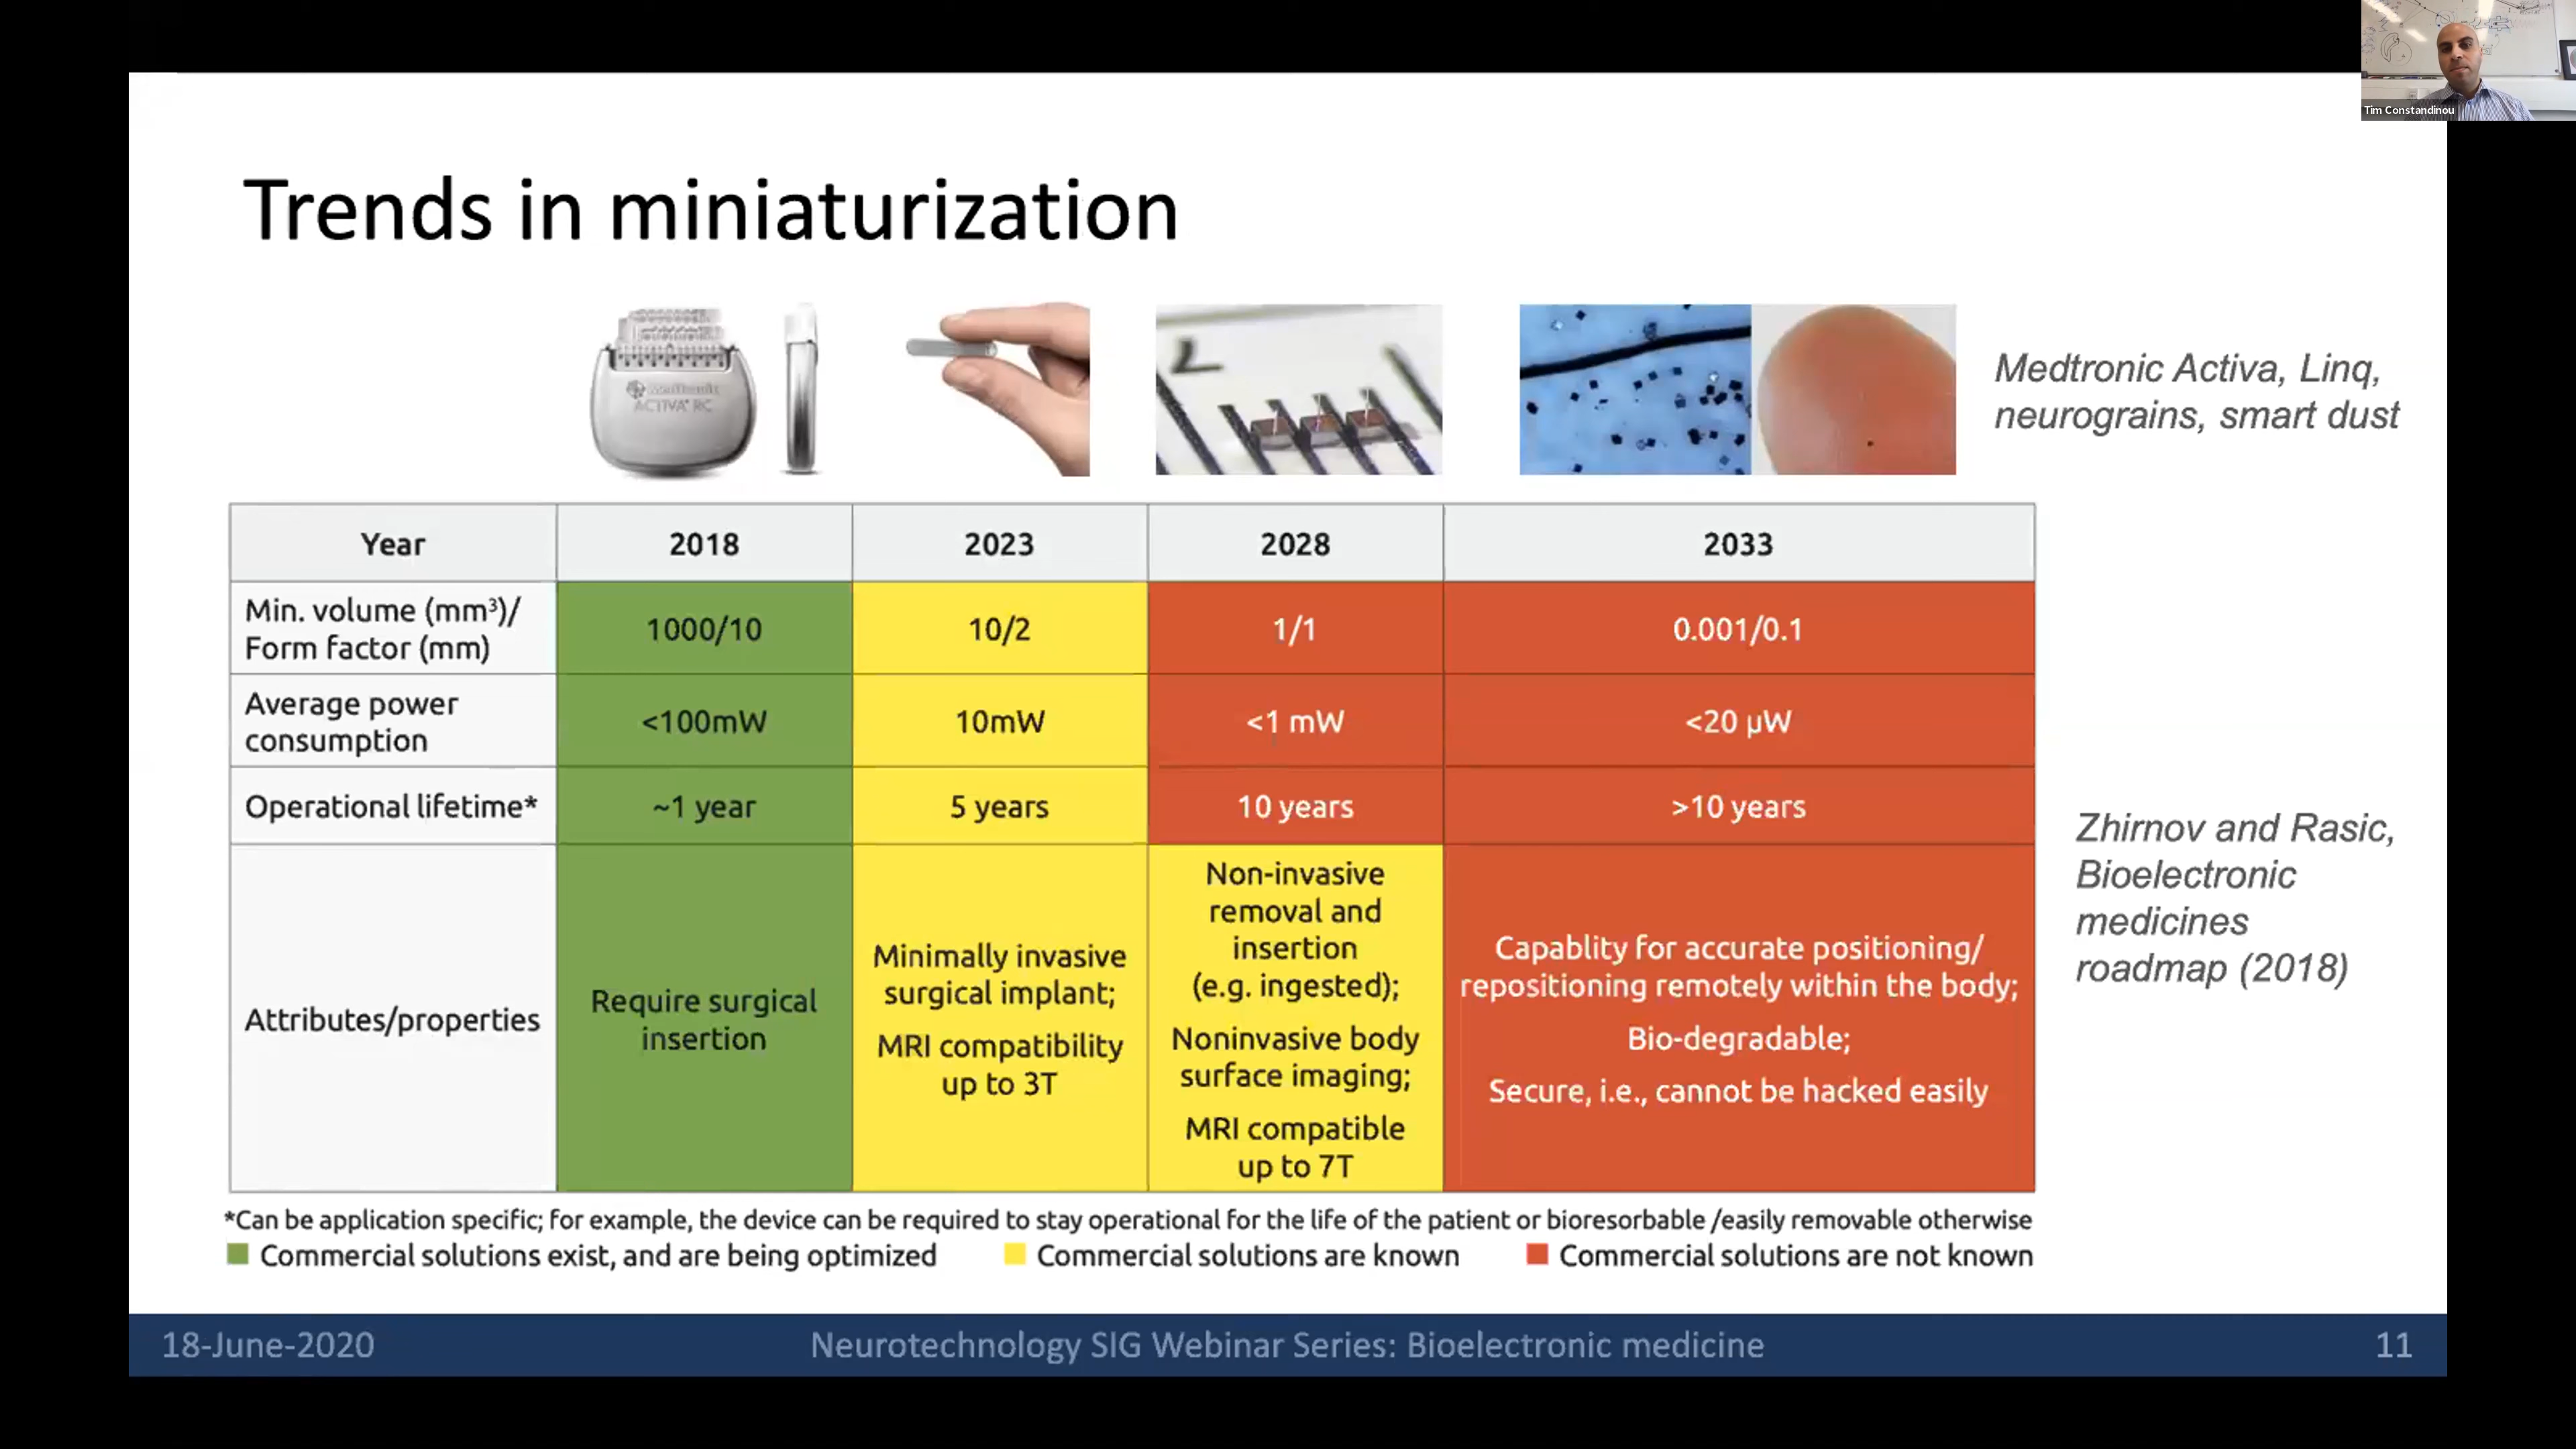 Tim Constandinou
Trends in miniaturization
Medtronic
ACTIVA® RC
Medtronic Activa, Linq,
neurograins, smart dust
Year
2018
2023
2028
2033
Min. volume (mm³)/
Form factor (mm)
1000/10
10/2
1/1
0.001/0.1
Average power
consumption
<100mW
10mW
<1 mW
<20 µW
Operational lifetime*
~1 year
5 years
10 years
>10 years
Attributes/properties
Require surgical
insertion
Minimally invasive
surgical implant;
MRI compatibility
up to 3T
Non-invasive
removal and
insertion
(e.g. ingested);
Noninvasive body
surface imaging;
MRI compatible
up to 7T
Capablity for accurate positioning/
repositioning remotely within the body;
Bio-degradable;
Secure, i.e., cannot be hacked easily
Zhirnov and Rasic,
Bioelectronic
medicines
roadmap (2018)
*Can be application specific; for example, the device can be required to stay operational for the life of the patient or bioresorbable /easily removable otherwise
Commercial solutions exist, and are being optimized
Commercial solutions are known
Commercial solutions are not known
18-June-2020
Neurotechnology SIG Webinar Series: Bioelectronic medicine
11